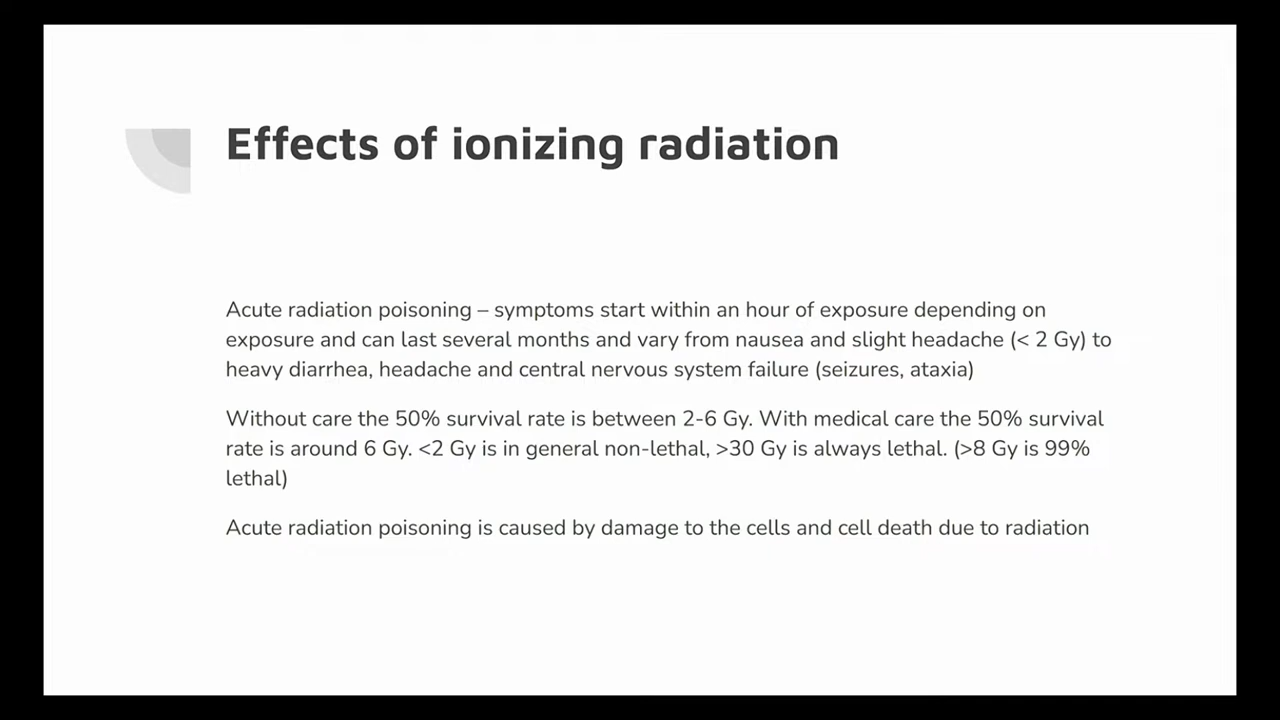 Effects of ionizing radiation
Acute radiation poisoning – symptoms start within an hour of exposure depending on
exposure and can last several months and vary from nausea and slight headache (< 2 Gy) to
heavy diarrhea, headache and central nervous system failure (seizures, ataxia)
Without care the 50% survival rate is between 2-6 Gy. With medical care the 50% survival
rate is around 6 Gy. <2 Gy is in general non-lethal, >30 Gy is always lethal. (>8 Gy is 99%
lethal)
Acute radiation poisoning is caused by damage to the cells and cell death due to radiation